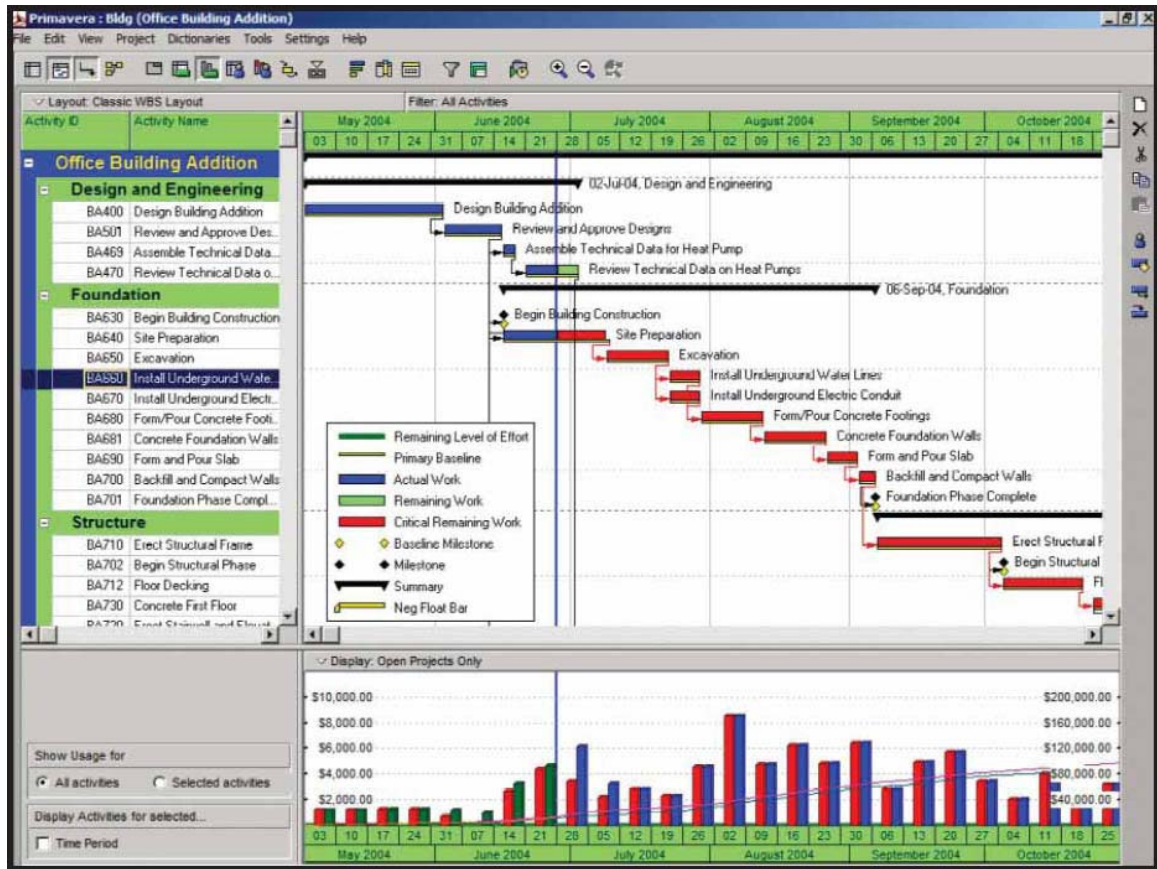 Primavera : Bldg (Office Building Addition)
File Edit View Project Dictionaries Tools Settings Help
Layout: Classic WBS Layout
Filter: All Activities
Activity ID Activity Name
May 2004 June 2004 July 2004 August 2004 September 2004 October 2004
03 10 17 24 31 07 14 21 28 05 12 19 26 02 09 16 23 30 06 13 20 27 04 11 18
Office Building Addition
Design and Engineering
02-Jul-04, Design and Engineering
BA400 Design Building Addition
Design Building Addition
BA501 Review and Approve Des...
Review and Approve Designs
BA469 Assemble Technical Data...
Assemble Technical Data for Heat Pump
BA470 Review Technical Data o...
Review Technical Data on Heat Pumps
Foundation
06-Sep-04, Foundation
BA630 Begin Building Construction
Begin Building Construction
BA640 Site Preparation
Site Preparation
BA650 Excavation
Excavation
BA660 Install Underground Wate...
Install Underground Water Lines
BA670 Install Underground Electr...
Install Underground Electric Conduit
BA680 Form/Pour Concrete Footi...
Form/Pour Concrete Footings
BA681 Concrete Foundation Walls
Concrete Foundation Walls
BA690 Form and Pour Slab
Form and Pour Slab
BA700 Backfill and Compact Walls
Backfill and Compact Walls
BA701 Foundation Phase Compl...
Foundation Phase Complete
Structure
BA710 Erect Structural Frame
Erect Structural F
BA702 Begin Structural Phase
Begin Structural
BA712 Floor Decking
Fl
BA730 Concrete First Floor
Remaining Level of Effort
Primary Baseline
Actual Work
Remaining Work
Critical Remaining Work
Baseline Milestone
Milestone
Summary
Neg Float Bar
Display: Open Projects Only
$10,000.00 $200,000.00
$8,000.00 $160,000.00
$6,000.00 $120,000.00
$4,000.00 $80,000.00
$2,000.00 $40,000.00
Show Usage for
All activities Selected activities
Display Activities for selected...
Time Period
03 10 17 24 31 07 14 21 28 05 12 19 26 02 09 16 23 30 06 13 20 27 04 11 18 25
May 2004 June 2004 July 2004 August 2004 September 2004 October 2004